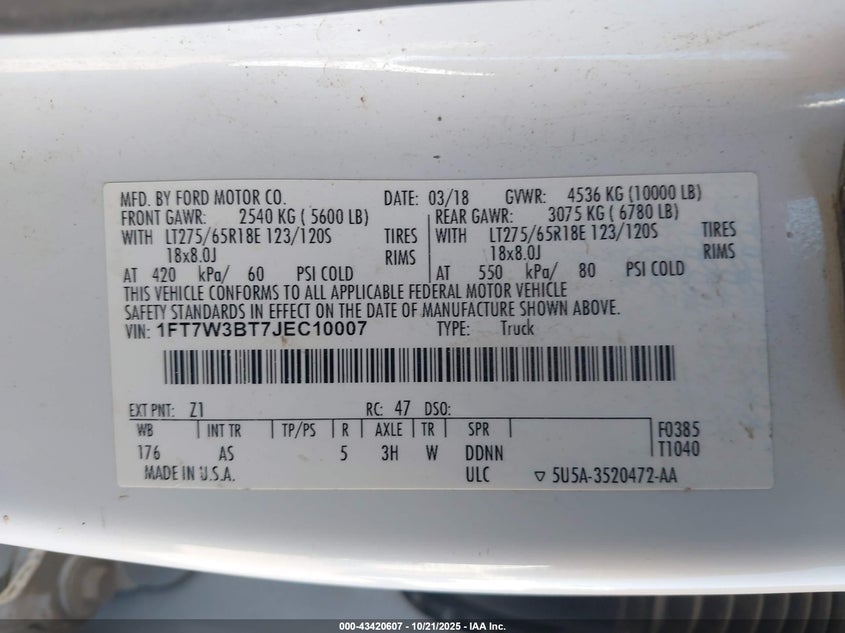 MFD. BY FORD MOTOR CO. DATE: 03/18 GVWR: 4536 KG (10000 LB)
FRONT GAWR: 2540 KG ( 5600 LB) REAR GAWR: 3075 KG ( 6780 LB)
WITH LT275/65R18E 123/120S TIRES WITH LT275/65R18E 123/120S TIRES
18x8.0J RIMS 18x8.0J RIMS
AT 420 kPa/ 60 PSI COLD AT 550 kPa/ 80 PSI COLD
THIS VEHICLE CONFORMS TO ALL APPLICABLE FEDERAL MOTOR VEHICLE
SAFETY STANDARDS IN EFFECT ON THE DATE OF MANUFACTURE SHOWN ABOVE.
VIN: 1FT7W3BT7JEC10007 TYPE: Truck
EXT PNT: Z1 RC: 47 DSO:
WB INT TR TP/PS R AXLE TR SPR F0385
176 AS 5 3H W DDNN T1040
MADE IN U.S.A. ULC ▽ 5U5A-3520472-AA
000-43420607 - 10/21/2025 - IAA Inc.